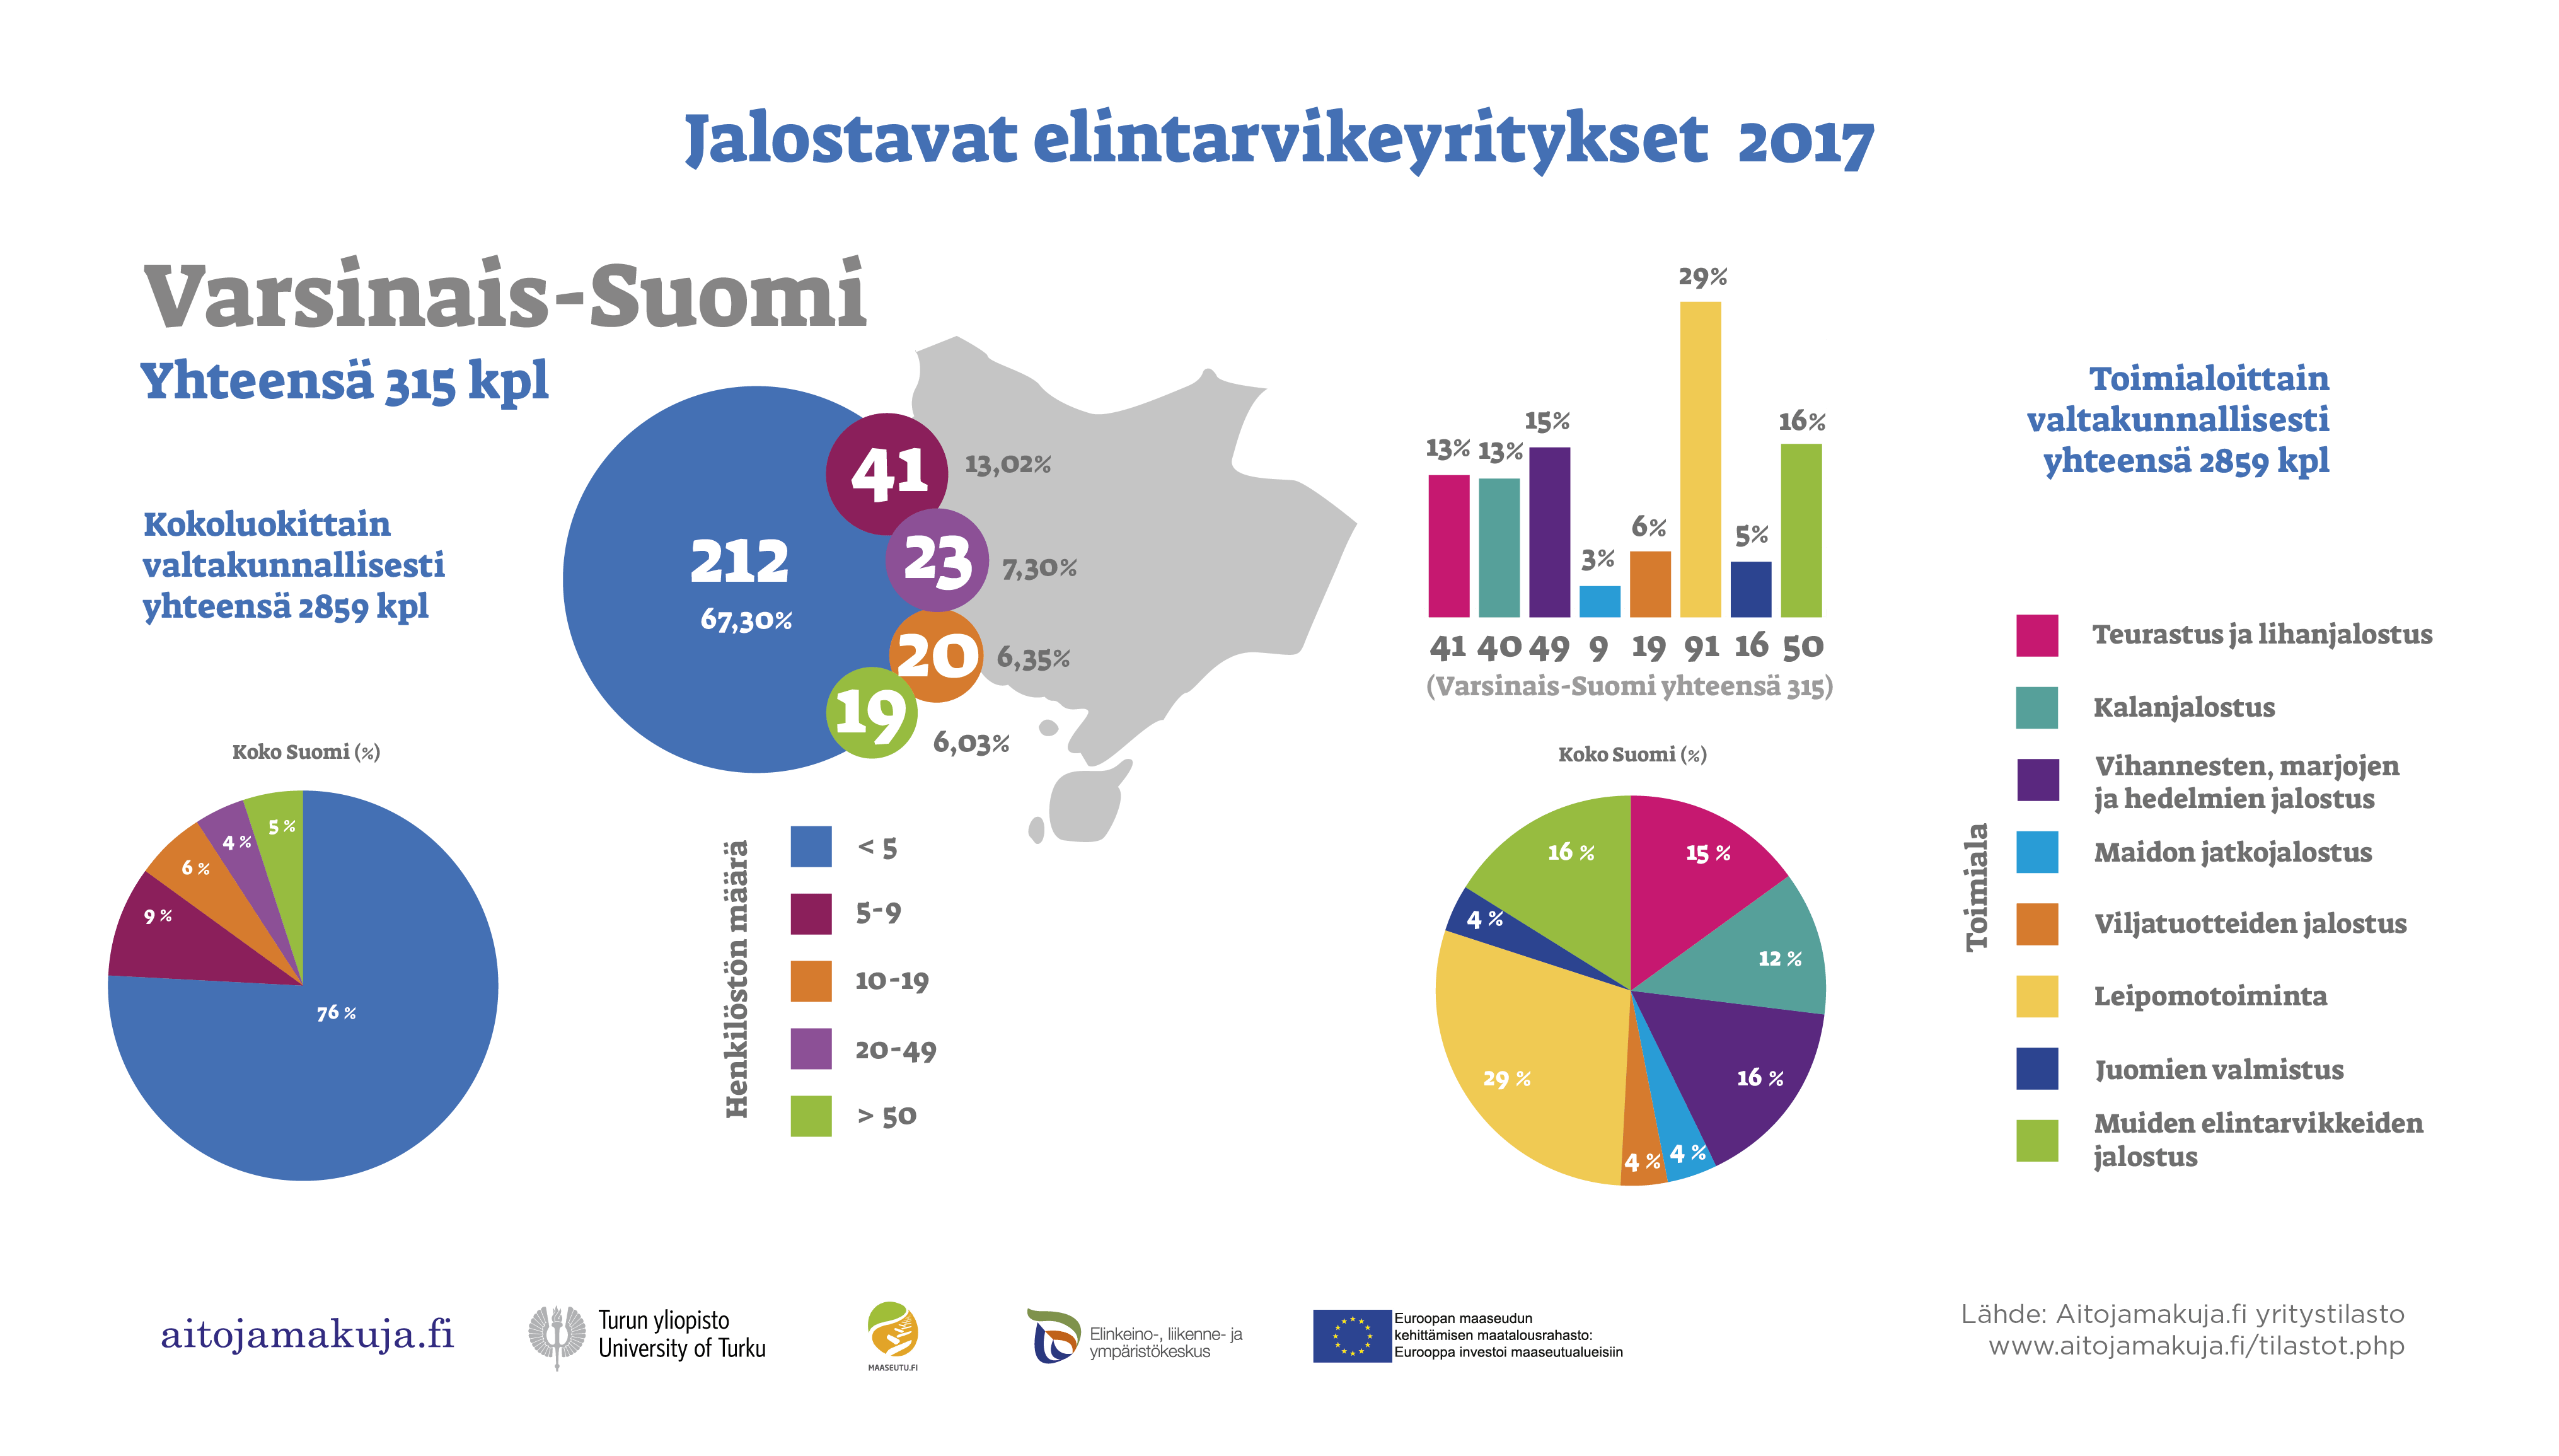 Jalostavat elintarvikeyritykset 2017
Varsinais-Suomi
Yhteensä 315 kpl
Kokoluokittain
valtakunnallisesti
yhteensä 2859 kpl
212
67,30%
41
13,02%
23
7,30%
20
6,35%
19
6,03%
Koko Suomi (%)
5 %
4 %
6 %
9 %
76 %
Henkilöstön määrä
< 5
5-9
10-19
20-49
> 50
13% 13% 15% 3% 6% 29% 5% 16%
41 40 49 9 19 91 16 50
(Varsinais-Suomi yhteensä 315)
Koko Suomi (%)
15 %
12 %
16 %
4 %
4 %
29 %
4 %
16 %
Toimialoittain
valtakunnallisesti
yhteensä 2859 kpl
Toimiala
Teurastus ja lihanjalostus
Kalanjalostus
Vihannesten, marjojen
ja hedelmien jalostus
Maidon jatkojalostus
Viljatuotteiden jalostus
Leipomotoiminta
Juomien valmistus
Muiden elintarvikkeiden
jalostus
aitojamakuja.fi
Turun yliopisto
University of Turku
MAASEUTU.FI
Elinkeino-, liikenne- ja
ympäristökeskus
Euroopan maaseudun
kehittämisen maatalousrahasto:
Eurooppa investoi maaseutualueisiin
Lähde: Aitojamakuja.fi yritystilasto
www.aitojamakuja.fi/tilastot.php